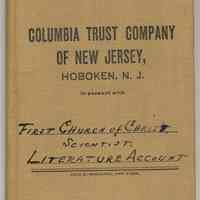 COLUMBIA TRUST COMPANY
OF NEW JERSEY,
HOBOKEN, N. J.
In account with
FIRST CHURCH of CHRIST
SCIENTIST.
LITERATURE ACCOUNT